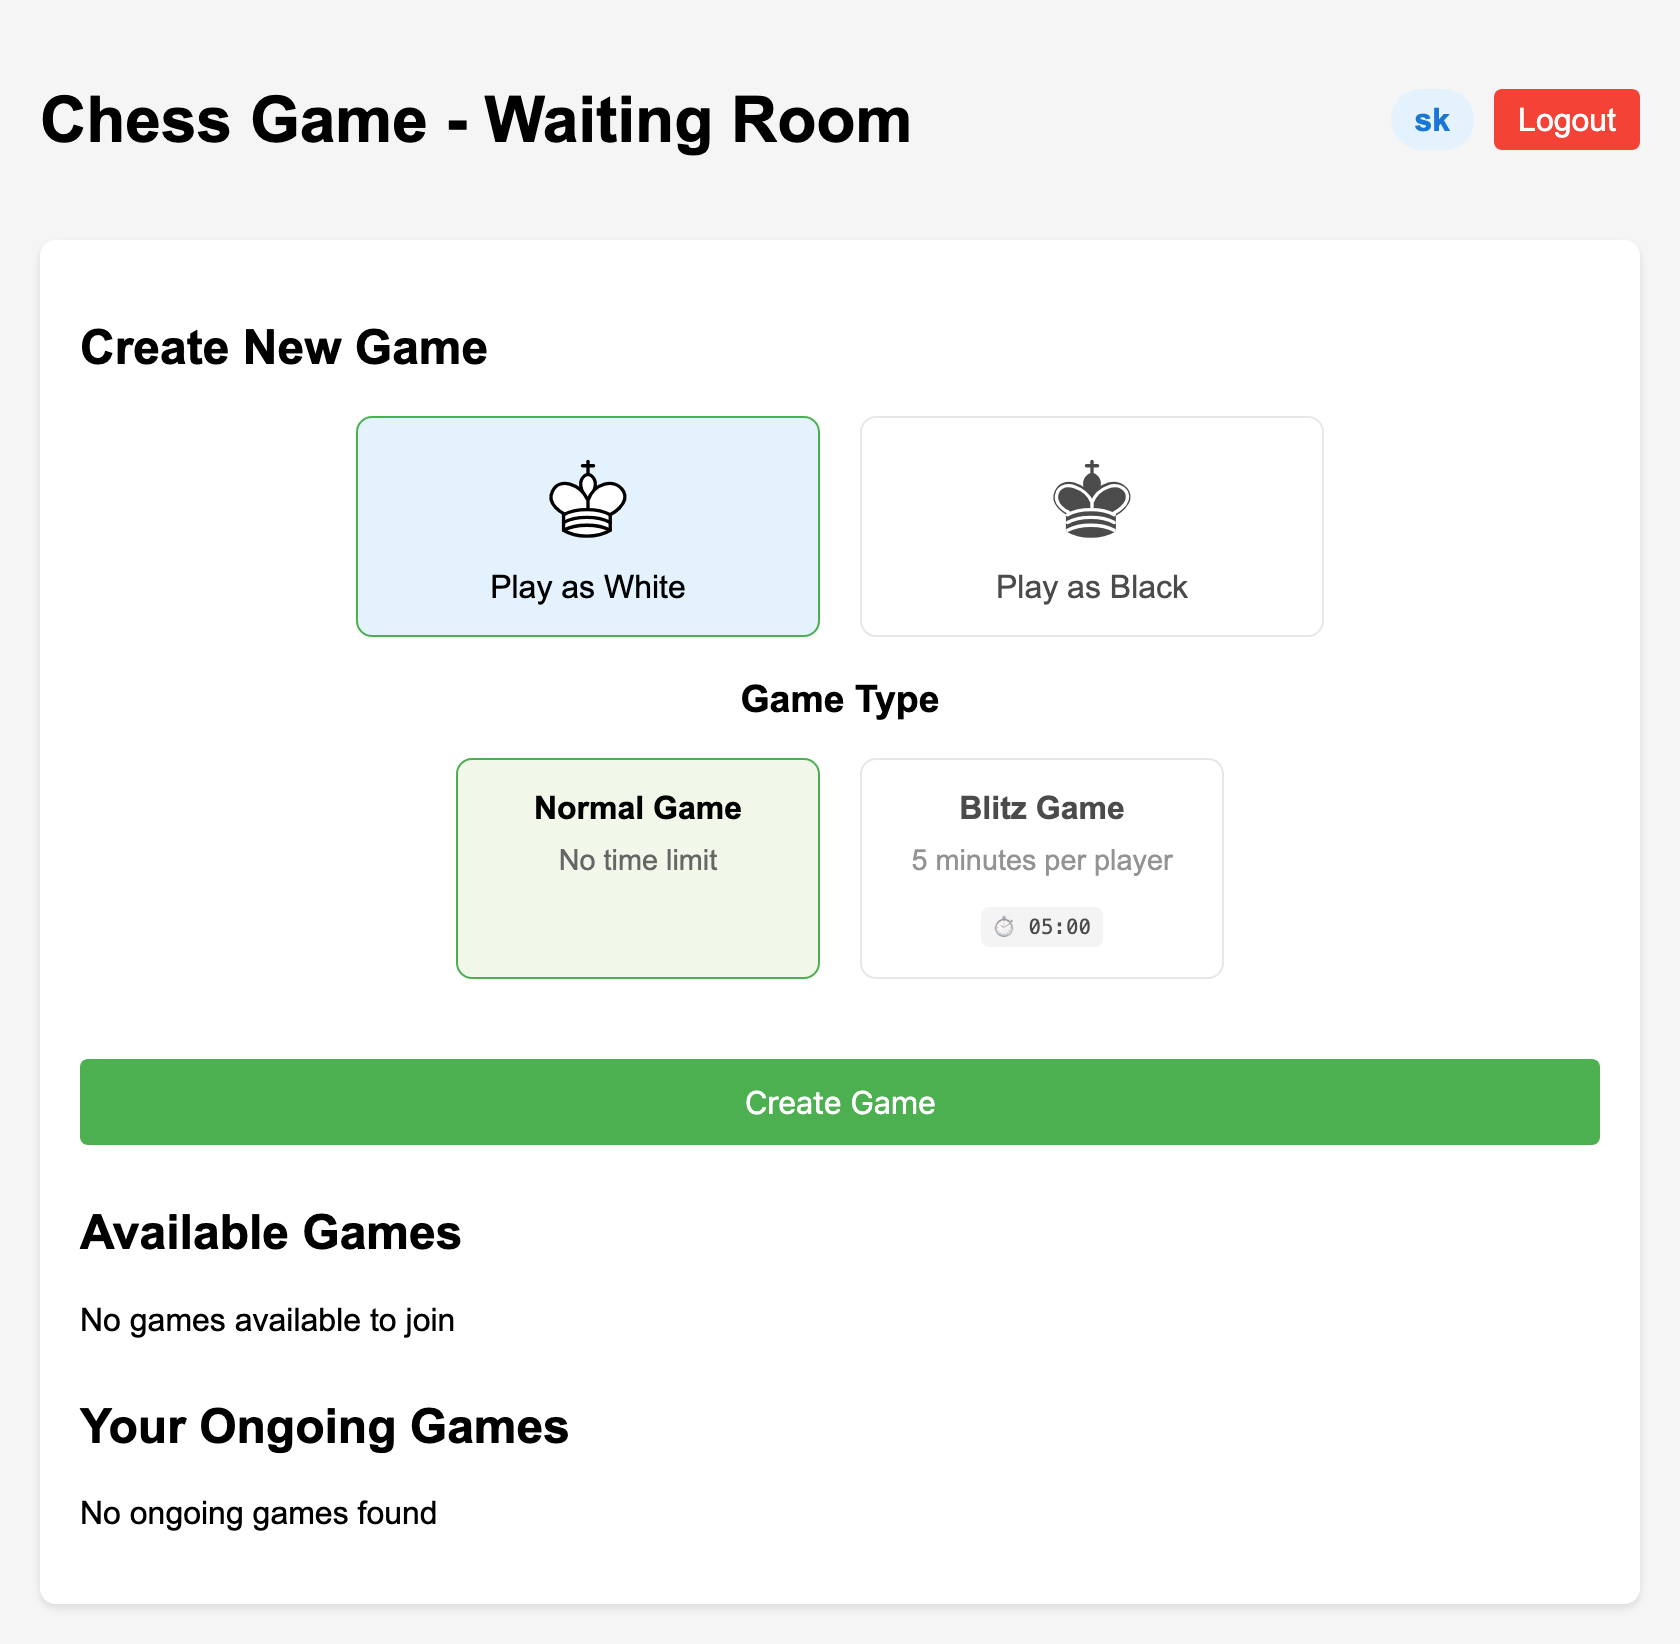 Chess Game - Waiting Room
sk
Logout
Create New Game
Play as White
Play as Black
Game Type
Normal Game
No time limit
Blitz Game
5 minutes per player
⏱ 05:00
Create Game
Available Games
No games available to join
Your Ongoing Games
No ongoing games found